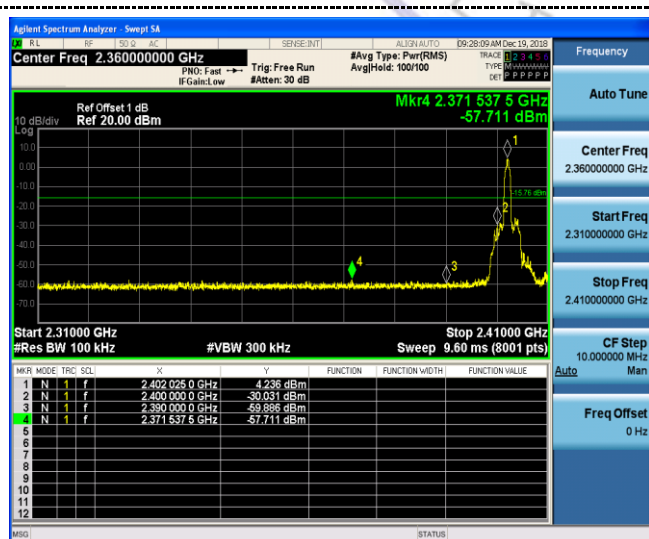 Agilent Spectrum Analyzer - Swept SA
RL RF 50 Ω AC SENSE:INT ALIGN AUTO 09:28:09 AM Dec 19, 2018
Center Freq 2.360000000 GHz
PNO: Fast
IFGain:Low
Trig: Free Run
#Atten: 30 dB
#Avg Type: Pwr(RMS)
Avg|Hold: 100/100
TRACE 1 2 3 4 5 6
TYPE M
DET P P P P P P
Frequency
Auto Tune
Center Freq
2.360000000 GHz
Start Freq
2.310000000 GHz
Stop Freq
2.410000000 GHz
CF Step
10.000000 MHz
Auto Man
Freq Offset
0 Hz
Mkr4 2.371 537 5 GHz
-57.711 dBm
Ref Offset 1 dB
10 dB/div Ref 20.00 dBm
Log
10.0
0.00
-10.0
-20.0
-30.0
-40.0
-50.0
-60.0
-70.0
1
-15.76 dBm
2
4
3
Start 2.31000 GHz Stop 2.41000 GHz
#Res BW 100 kHz #VBW 300 kHz Sweep 9.60 ms (8001 pts)
MKR MODE TRC SCL X Y FUNCTION FUNCTION WIDTH FUNCTION VALUE
1 N 1 f 2.402 025 0 GHz 4.236 dBm
2 N 1 f 2.400 000 0 GHz -30.031 dBm
3 N 1 f 2.390 000 0 GHz -59.886 dBm
4 N 1 f 2.371 537 5 GHz -57.711 dBm
5
6
7
8
9
10
11
12
MSG STATUS